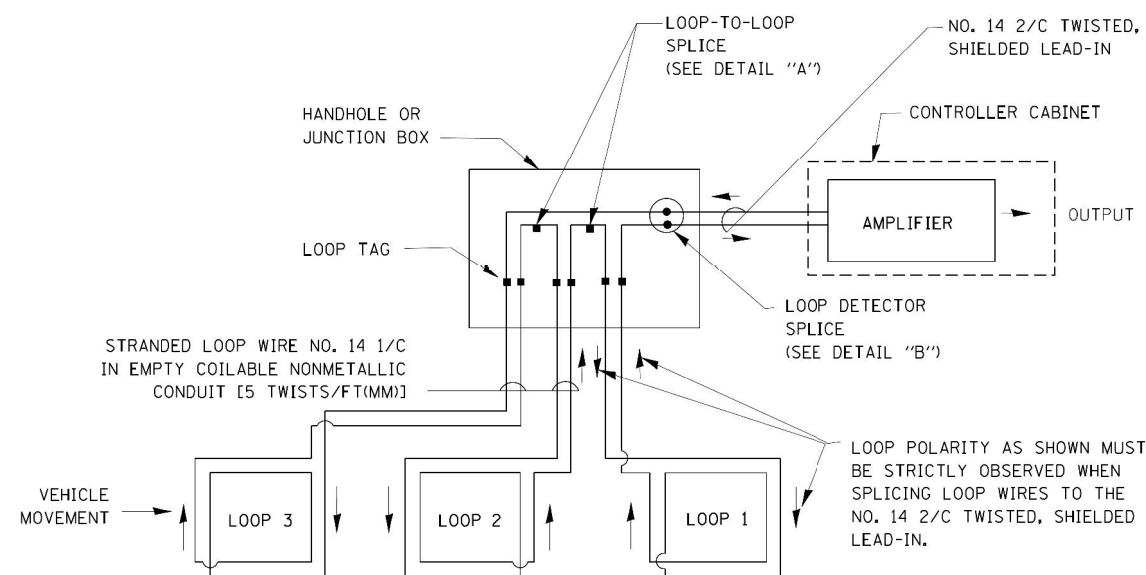 LOOP-TO-LOOP
SPLICE
(SEE DETAIL "A")
NO. 14 2/C TWISTED,
SHIELDED LEAD-IN
HANDHOLE OR
JUNCTION BOX
CONTROLLER CABINET
AMPLIFIER
OUTPUT
LOOP TAG
LOOP DETECTOR
SPLICE
(SEE DETAIL "B")
STRANDED LOOP WIRE NO. 14 1/C
IN EMPTY COILABLE NONMETALLIC
CONDUIT [5 TWISTS/FT(MM)]
LOOP POLARITY AS SHOWN MUST
BE STRICTLY OBSERVED WHEN
SPLICING LOOP WIRES TO THE
NO. 14 2/C TWISTED, SHIELDED
LEAD-IN.
VEHICLE
MOVEMENT
LOOP 3
LOOP 2
LOOP 1